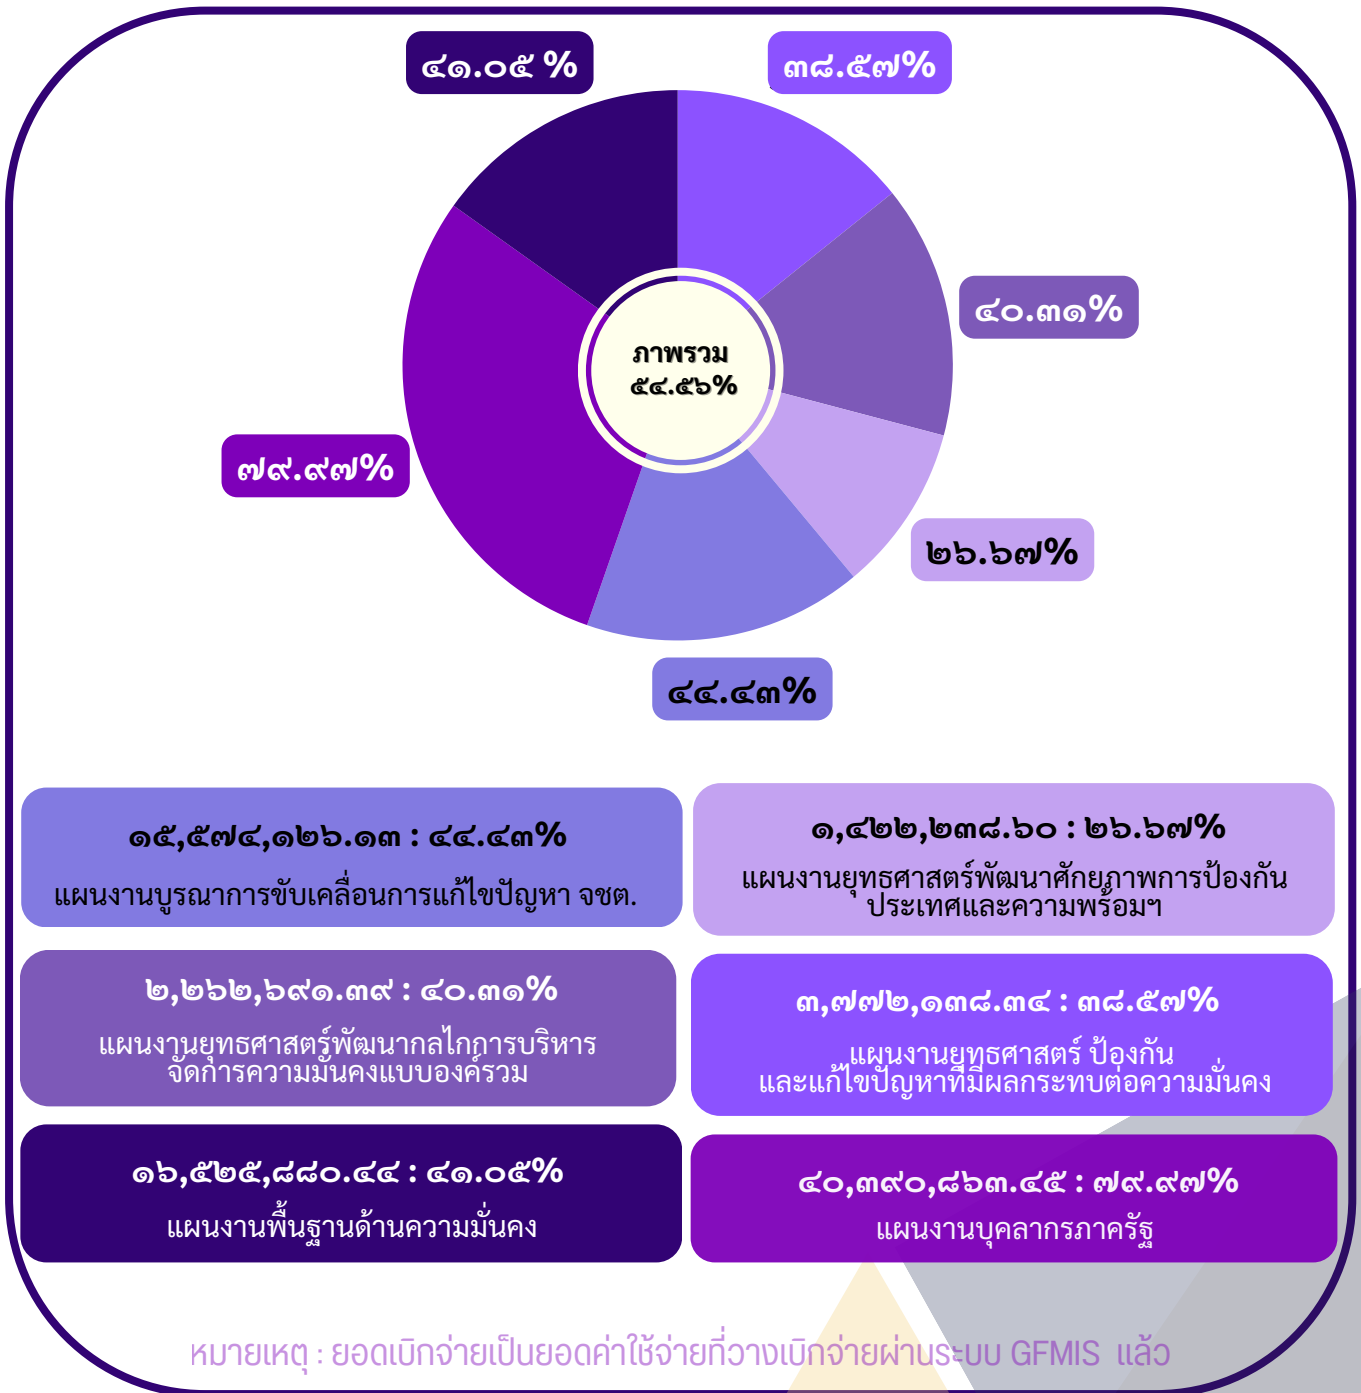 ๔๑.๐๕ %
๓๘.๕๗%
๔๐.๓๑%
ภาพรวม
๕๔.๕๖%
๗๙.๙๗%
๒๖.๖๗%
๔๔.๔๓%
๑๕,๕๗๔,๑๒๖.๑๓ : ๔๔.๔๓%
แผนงานบูรณาการขับเคลื่อนการแก้ไขปัญหา จชต.
๑,๔๒๒,๒๓๘.๖๐ : ๒๖.๖๗%
แผนงานยุทธศาสตร์พัฒนาศักยภาพการป้องกัน
ประเทศและความพร้อมฯ
๒,๒๖๒,๖๙๑.๓๙ : ๔๐.๓๑%
แผนงานยุทธศาสตร์พัฒนากลไกการบริหาร
จัดการความมั่นคงแบบองค์รวม
๓,๗๗๒,๑๓๘.๓๔ : ๓๘.๕๗%
แผนงานยุทธศาสตร์ ป้องกัน
และแก้ไขปัญหาที่มีผลกระทบต่อความมั่นคง
๑๖,๕๒๕,๘๘๐.๔๔ : ๔๑.๐๕%
แผนงานพื้นฐานด้านความมั่นคง
๔๐,๓๙๐,๘๖๓.๔๕ : ๗๙.๙๗%
แผนงานบุคลากรภาครัฐ
หมายเหตุ : ยอดเบิกจ่ายเป็นยอดค่าใช้จ่ายที่วางเบิกจ่ายผ่านระบบ GFMIS แล้ว